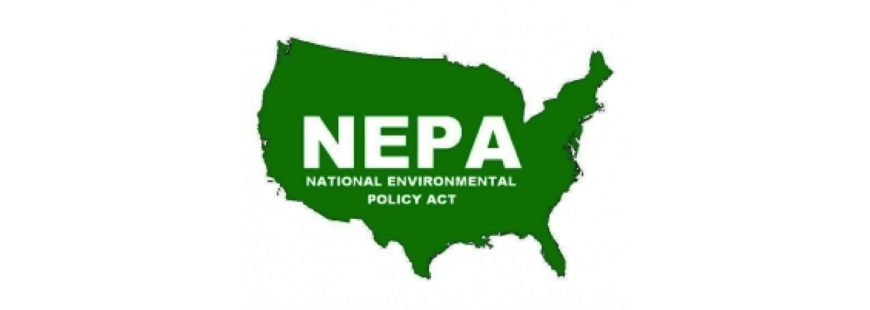 NEPA
NATIONAL ENVIRONMENTAL
POLICY ACT